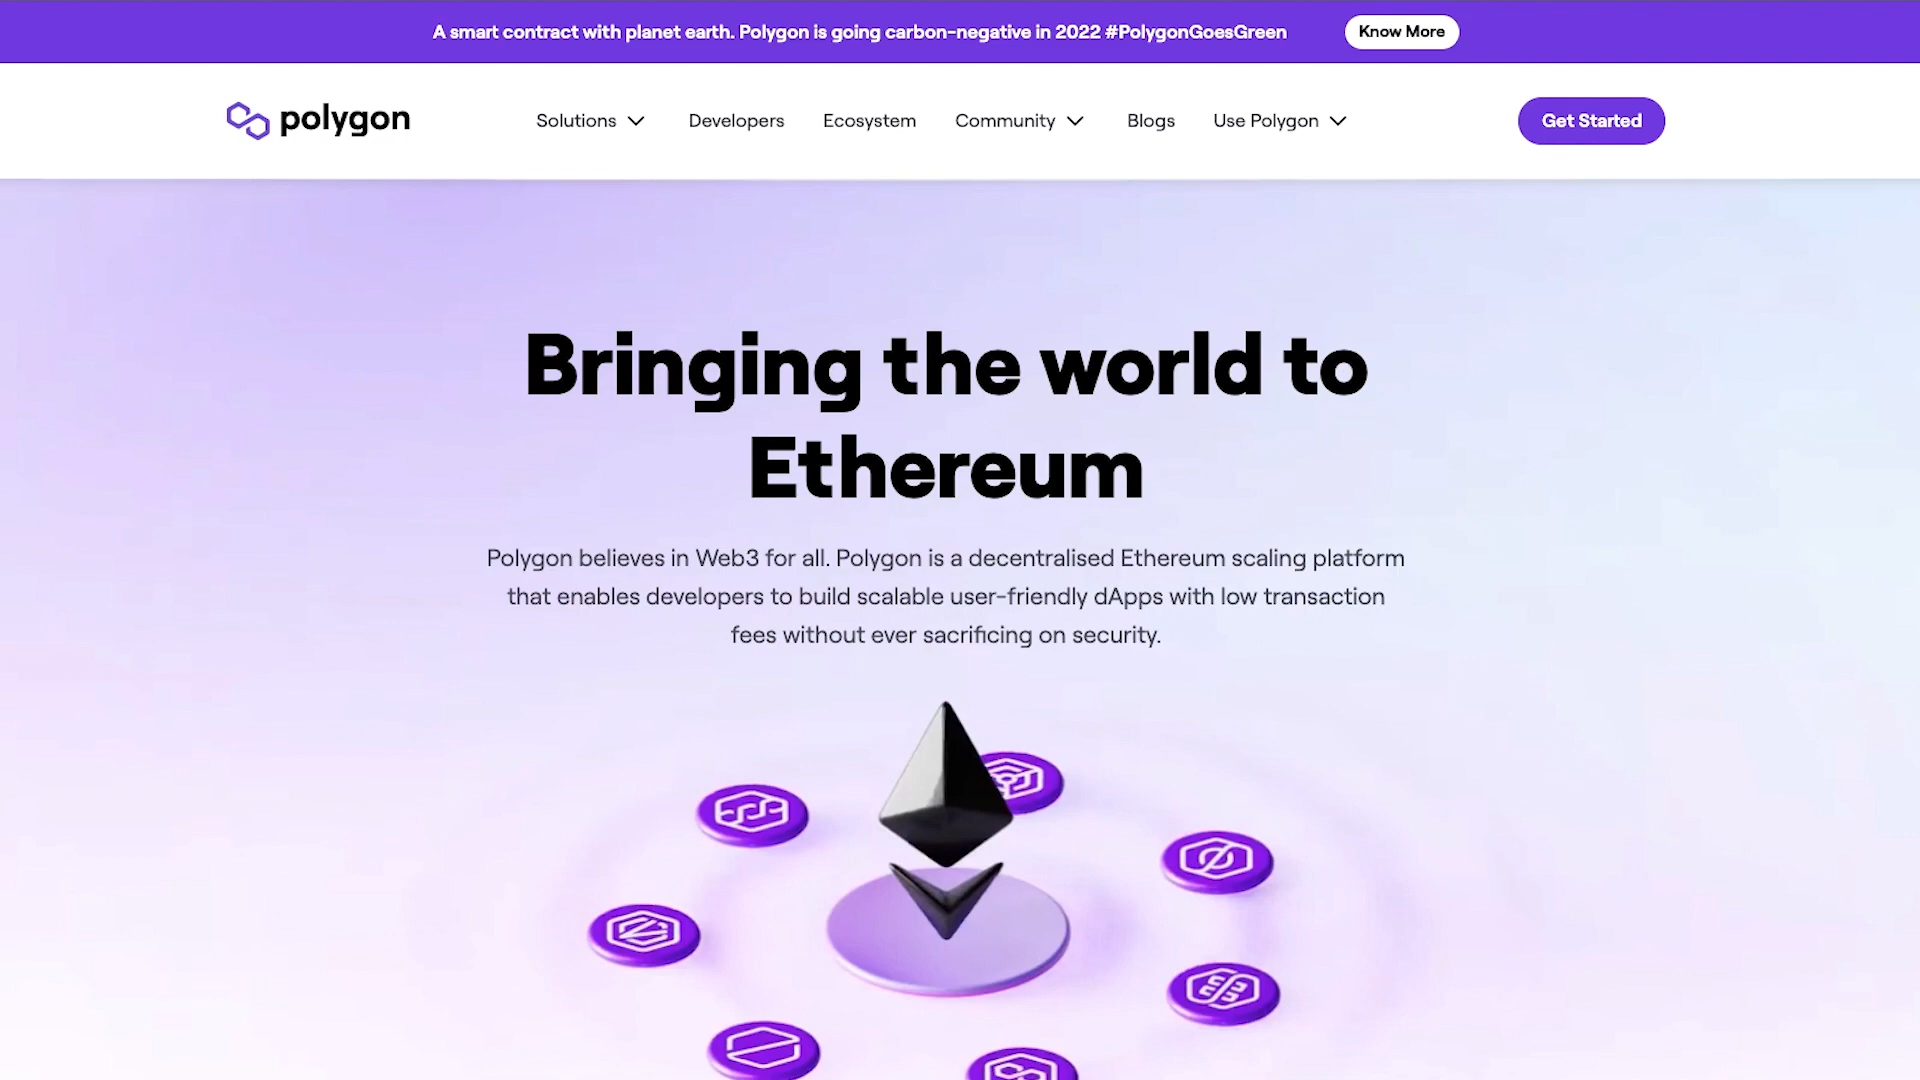 A smart contract with planet earth. Polygon is going carbon-negative in 2022 #PolygonGoesGreen
Know More
polygon
Solutions
Developers
Ecosystem
Community
Blogs
Use Polygon
Get Started
Bringing the world to
Ethereum
Polygon believes in Web3 for all. Polygon is a decentralised Ethereum scaling platform
that enables developers to build scalable user-friendly dApps with low transaction
fees without ever sacrificing on security.